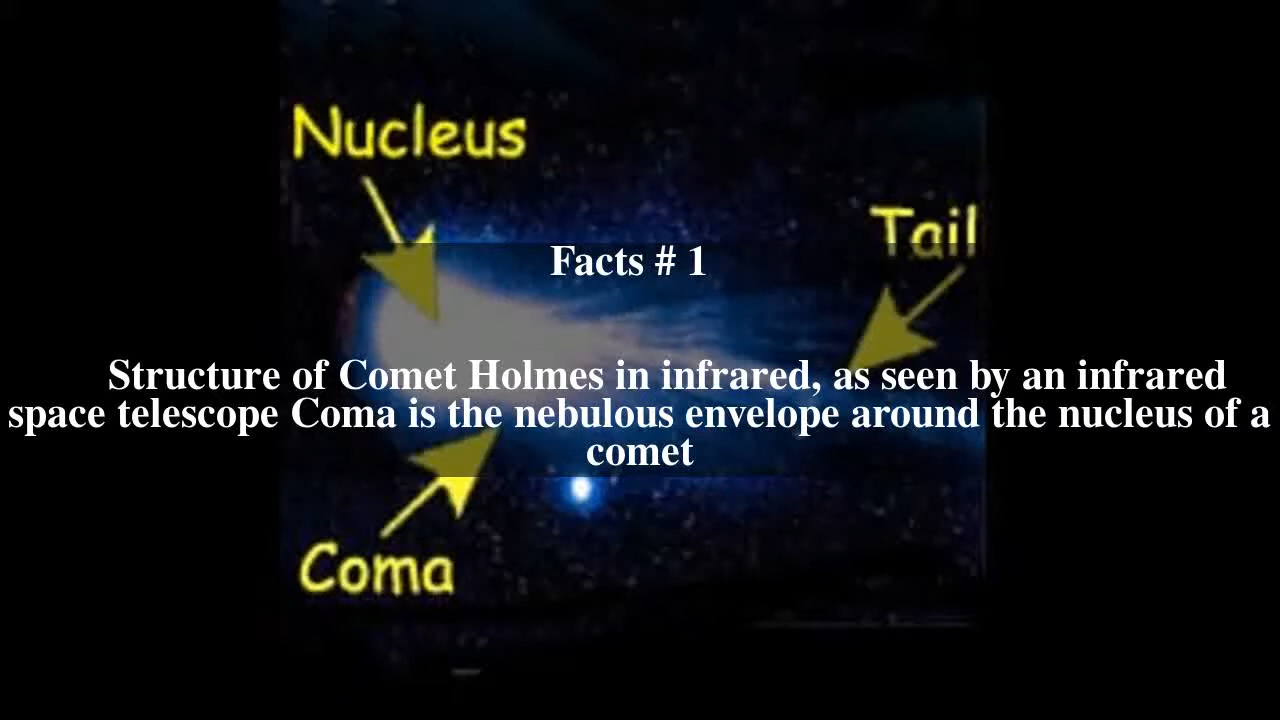 Nucleus
Tail
Facts # 1
Structure of Comet Holmes in infrared, as seen by an infrared
space telescope Coma is the nebulous envelope around the nucleus of a
comet
Coma